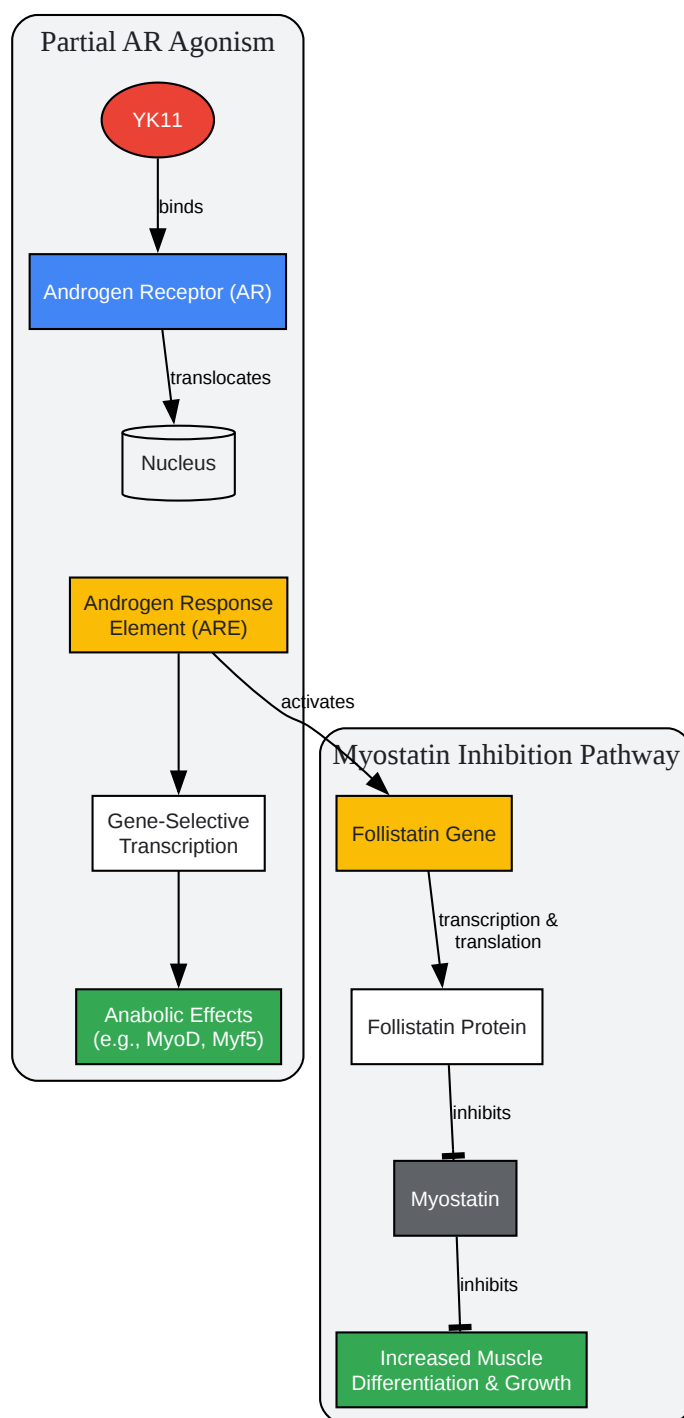 Partial AR Agonism
YK11
binds
Androgen Receptor (AR)
translocates
Nucleus
Androgen Response
Element (ARE)
activates
Gene-Selective
Transcription
Anabolic Effects
(e.g., MyoD, Myf5)
Myostatin Inhibition Pathway
Follistatin Gene
transcription &
translation
Follistatin Protein
inhibits
Myostatin
inhibits
Increased Muscle
Differentiation & Growth